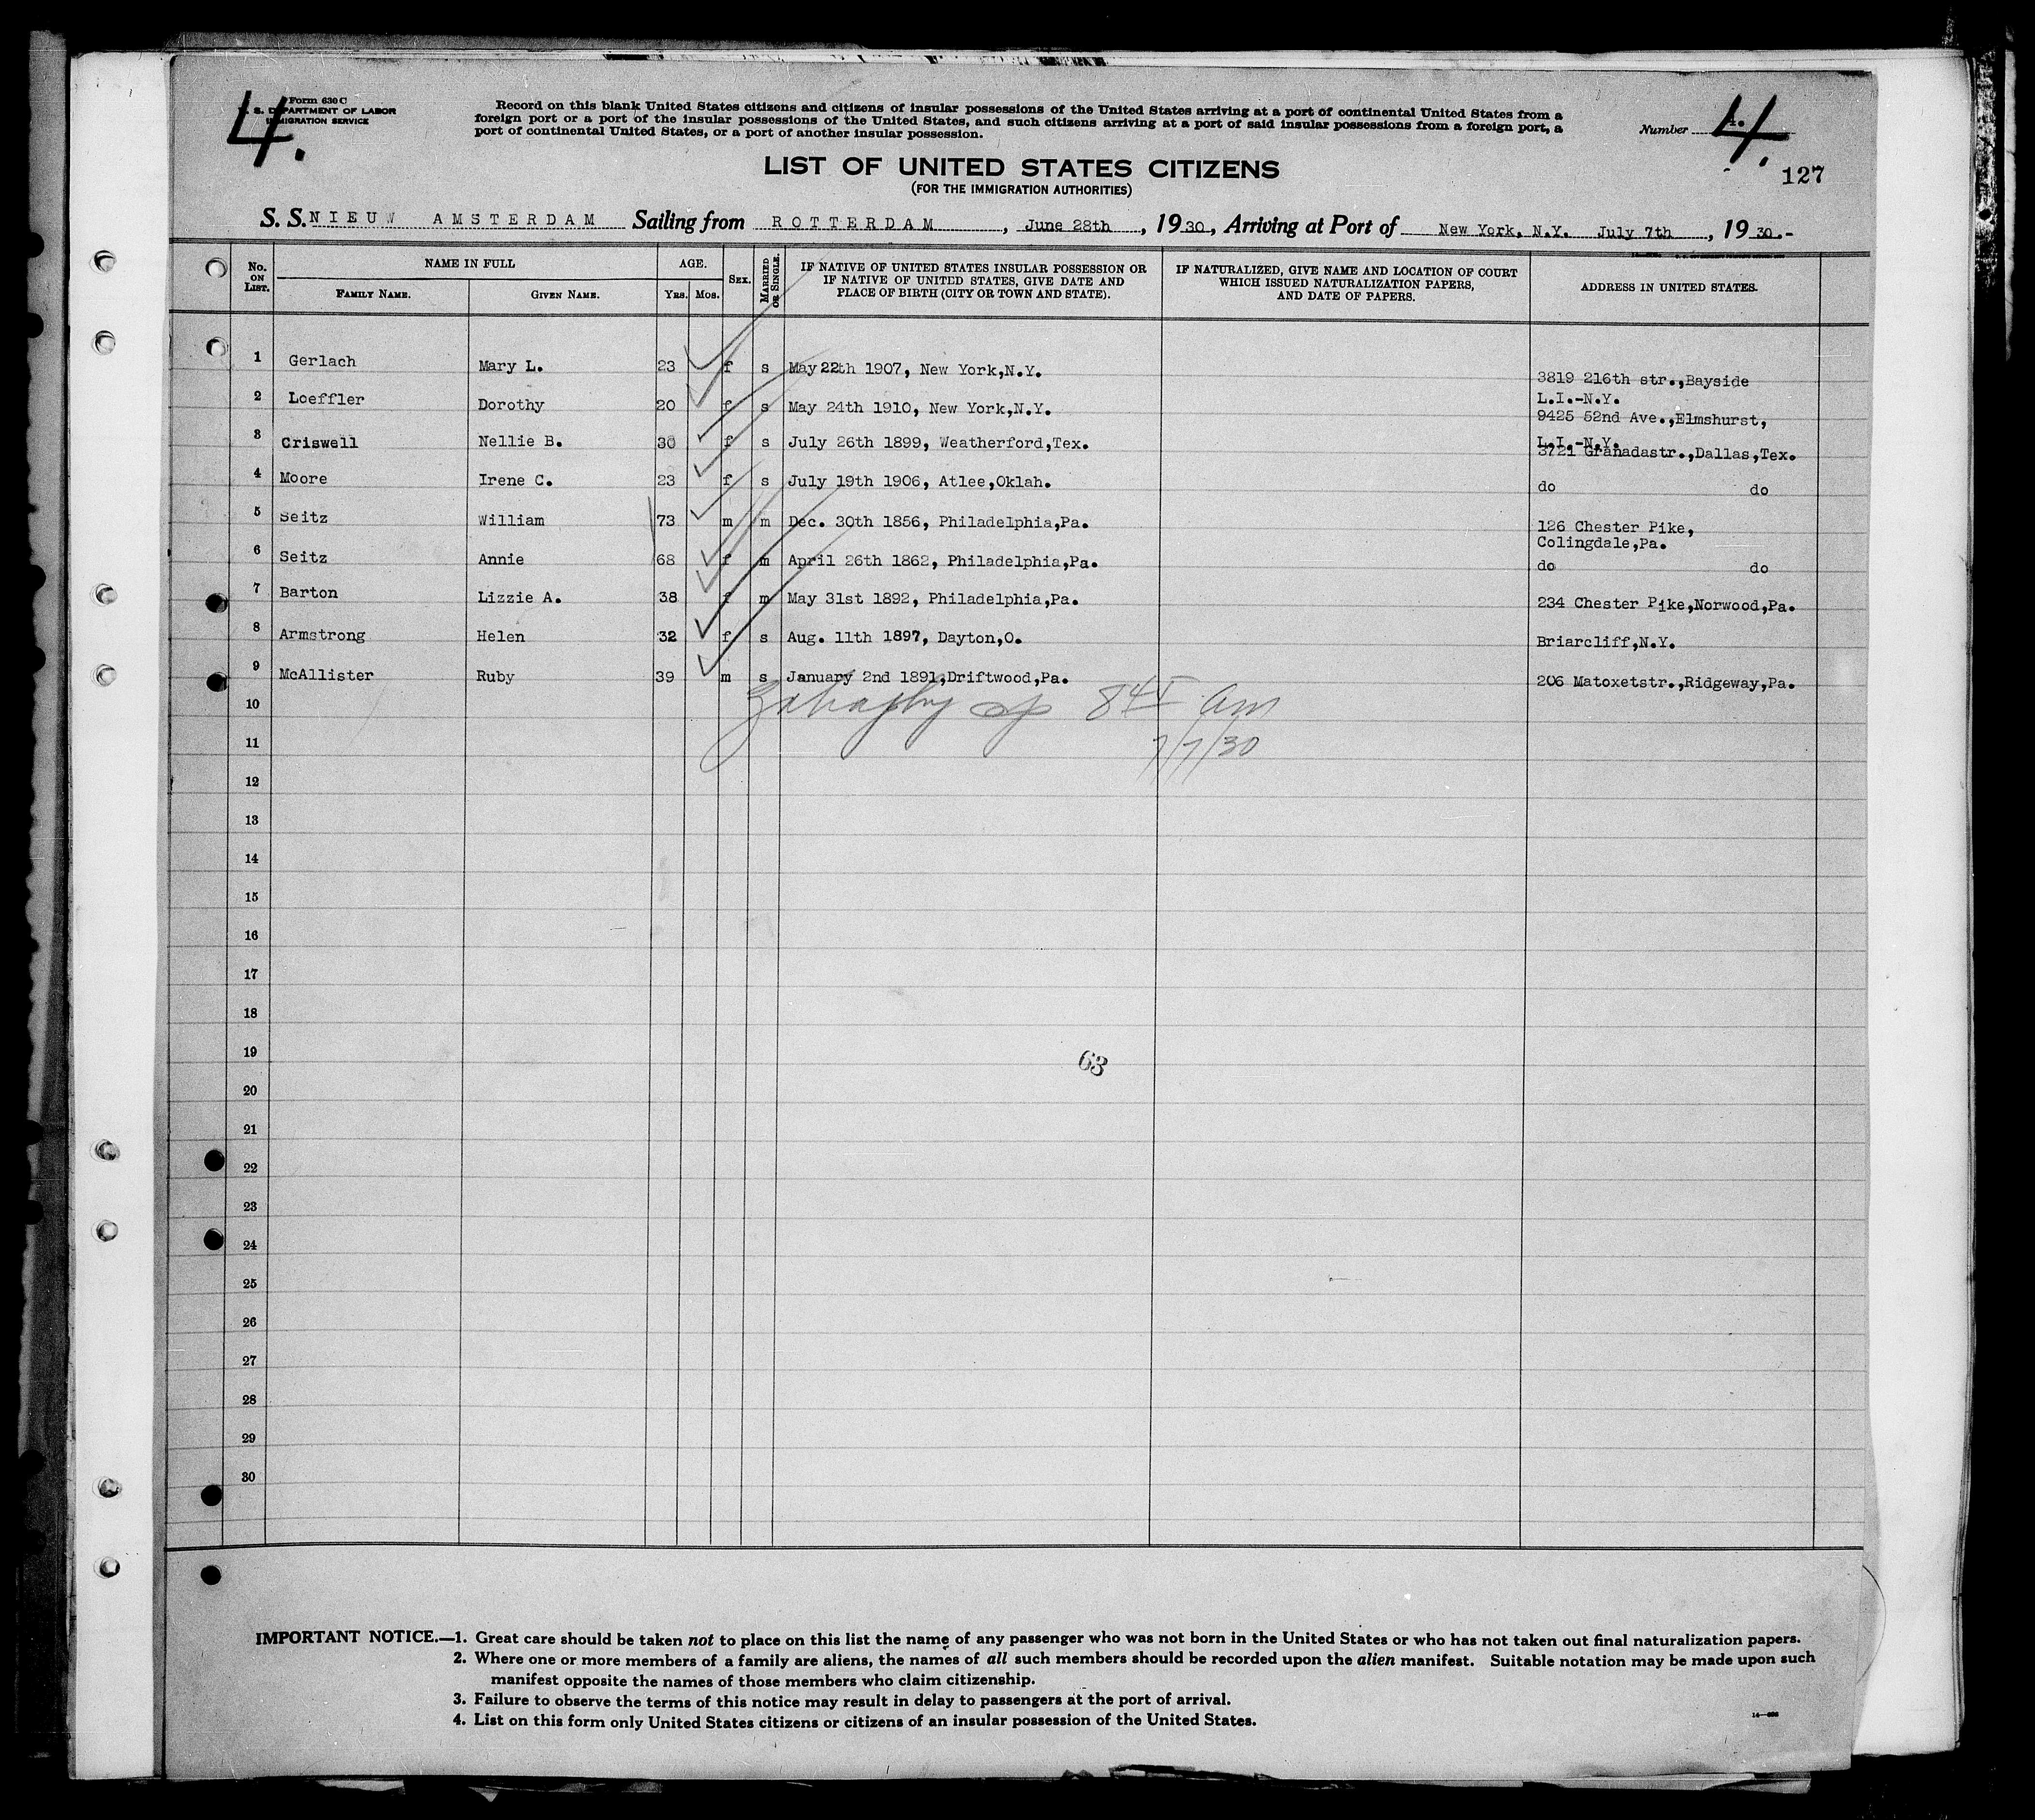 4.
Form 630 C
U. S. DEPARTMENT OF LABOR
IMMIGRATION SERVICE
Record on this blank United States citizens and citizens of insular possessions of the United States arriving at a port of continental United States from a
foreign port or a port of the insular possessions of the United States, and such citizens arriving at a port of said insular possessions from a foreign port, a
port of continental United States, or a port of another insular possession.
Number 4.
4.
127
LIST OF UNITED STATES CITIZENS
(FOR THE IMMIGRATION AUTHORITIES)
S. S. NIEUW AMSTERDAM Sailing from ROTTERDAM, June 28th, 1930, Arriving at Port of New York, N.Y. July 7th, 1930.-
No. ON LIST. NAME IN FULL AGE. SEX. MARRIED OR SINGLE. IF NATIVE OF UNITED STATES INSULAR POSSESSION OR IF NATIVE OF UNITED STATES, GIVE DATE AND PLACE OF BIRTH (CITY OR TOWN AND STATE). IF NATURALIZED, GIVE NAME AND LOCATION OF COURT WHICH ISSUED NATURALIZATION PAPERS, AND DATE OF PAPERS. ADDRESS IN UNITED STATES.
FAMILY NAME. GIVEN NAME. YRS. MOS.
1 Gerlach Mary L. 23 f s May 22th 1907, New York,N.Y. 3819 216th str.,Bayside
L.I.-N.Y.
2 Loeffler Dorothy 20 f s May 24th 1910, New York,N.Y. 9425 52nd Ave.,Elmshurst,
L.I.-N.Y.
3 Criswell Nellie B. 30 f s July 26th 1899, Weatherford,Tex. 3721 Granadastr.,Dallas,Tex.
4 Moore Irene C. 23 f s July 19th 1906, Atlee,Oklah. do do
5 Seitz William 73 m m Dec. 30th 1856, Philadelphia,Pa. 126 Chester Pike,
Colingdale,Pa.
6 Seitz Annie 68 f m April 26th 1862, Philadelphia,Pa. do do
7 Barton Lizzie A. 38 f m May 31st 1892, Philadelphia,Pa. 234 Chester Pike,Norwood,Pa.
8 Armstrong Helen 32 f s Aug. 11th 1897, Dayton,O. Briarcliff,N.Y.
9 McAllister Ruby 39 m s January 2nd 1891,Driftwood,Pa. 206 Matoxetstr.,Ridgeway,Pa.
10 8 45 am
11 7/7/30
12
13
14
15
16
17
18
19 63
20
21
22
23
24
25
26
27
28
29
30
IMPORTANT NOTICE.—1. Great care should be taken not to place on this list the name of any passenger who was not born in the United States or who has not taken out final naturalization papers.
2. Where one or more members of a family are aliens, the names of all such members should be recorded upon the alien manifest. Suitable notation may be made upon such
manifest opposite the names of those members who claim citizenship.
3. Failure to observe the terms of this notice may result in delay to passengers at the port of arrival.
4. List on this form only United States citizens or citizens of an insular possession of the United States.